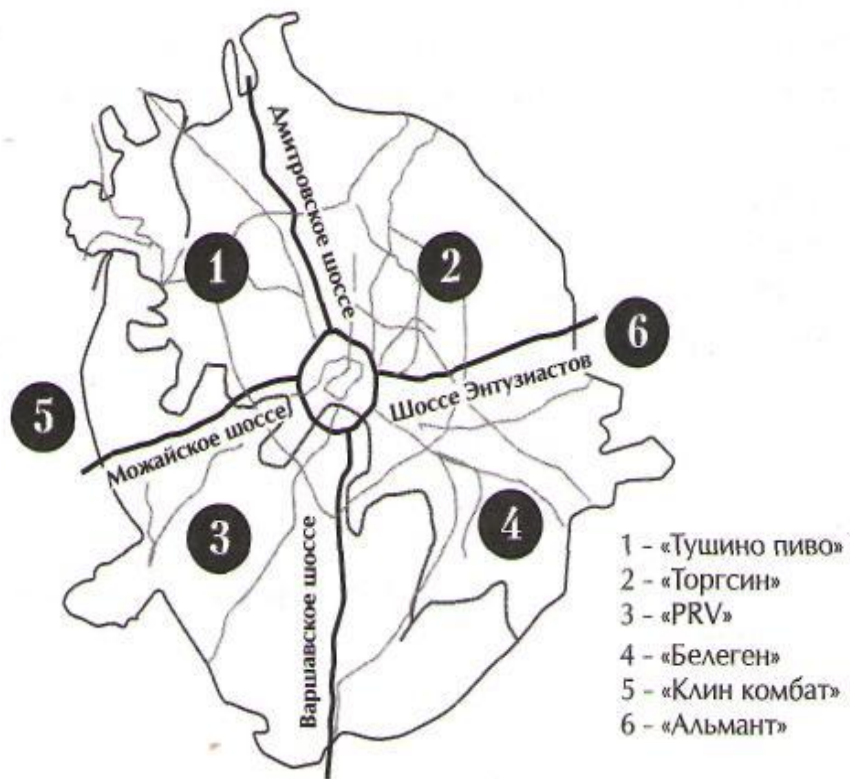 Дмитровское шоссе
1
2
6
5
Шоссе Энтузиастов
Можайское шоссе
3
4
Варшавское шоссе
1 - «Тушино пиво»
2 - «Торгсин»
3 - «PRV»
4 - «Белеген»
5 - «Клин комбат»
6 - «Альмант»